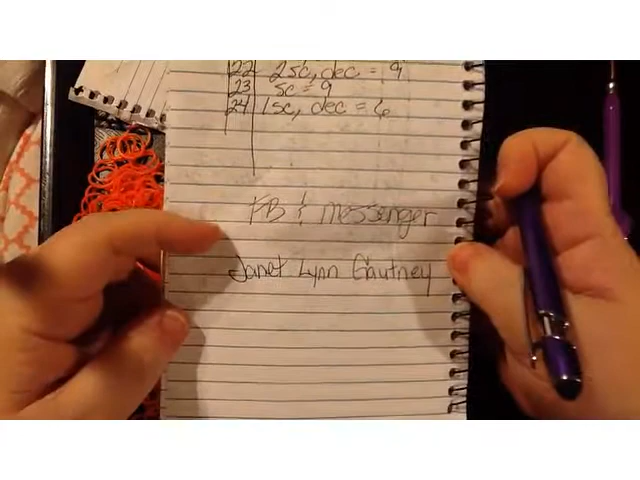 22 2sc, dec = 9
23 sc = 9
24 1sc, dec = 6
FB & messenger
Janet Lynn Gautney